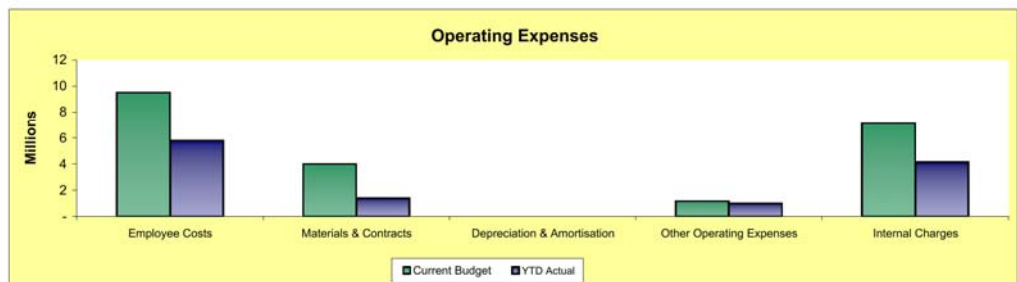 Operating Expenses
Millions
12
10
8
6
4
2
-
Employee Costs
Materials & Contracts
Depreciation & Amortisation
Other Operating Expenses
Internal Charges
Current Budget
YTD Actual